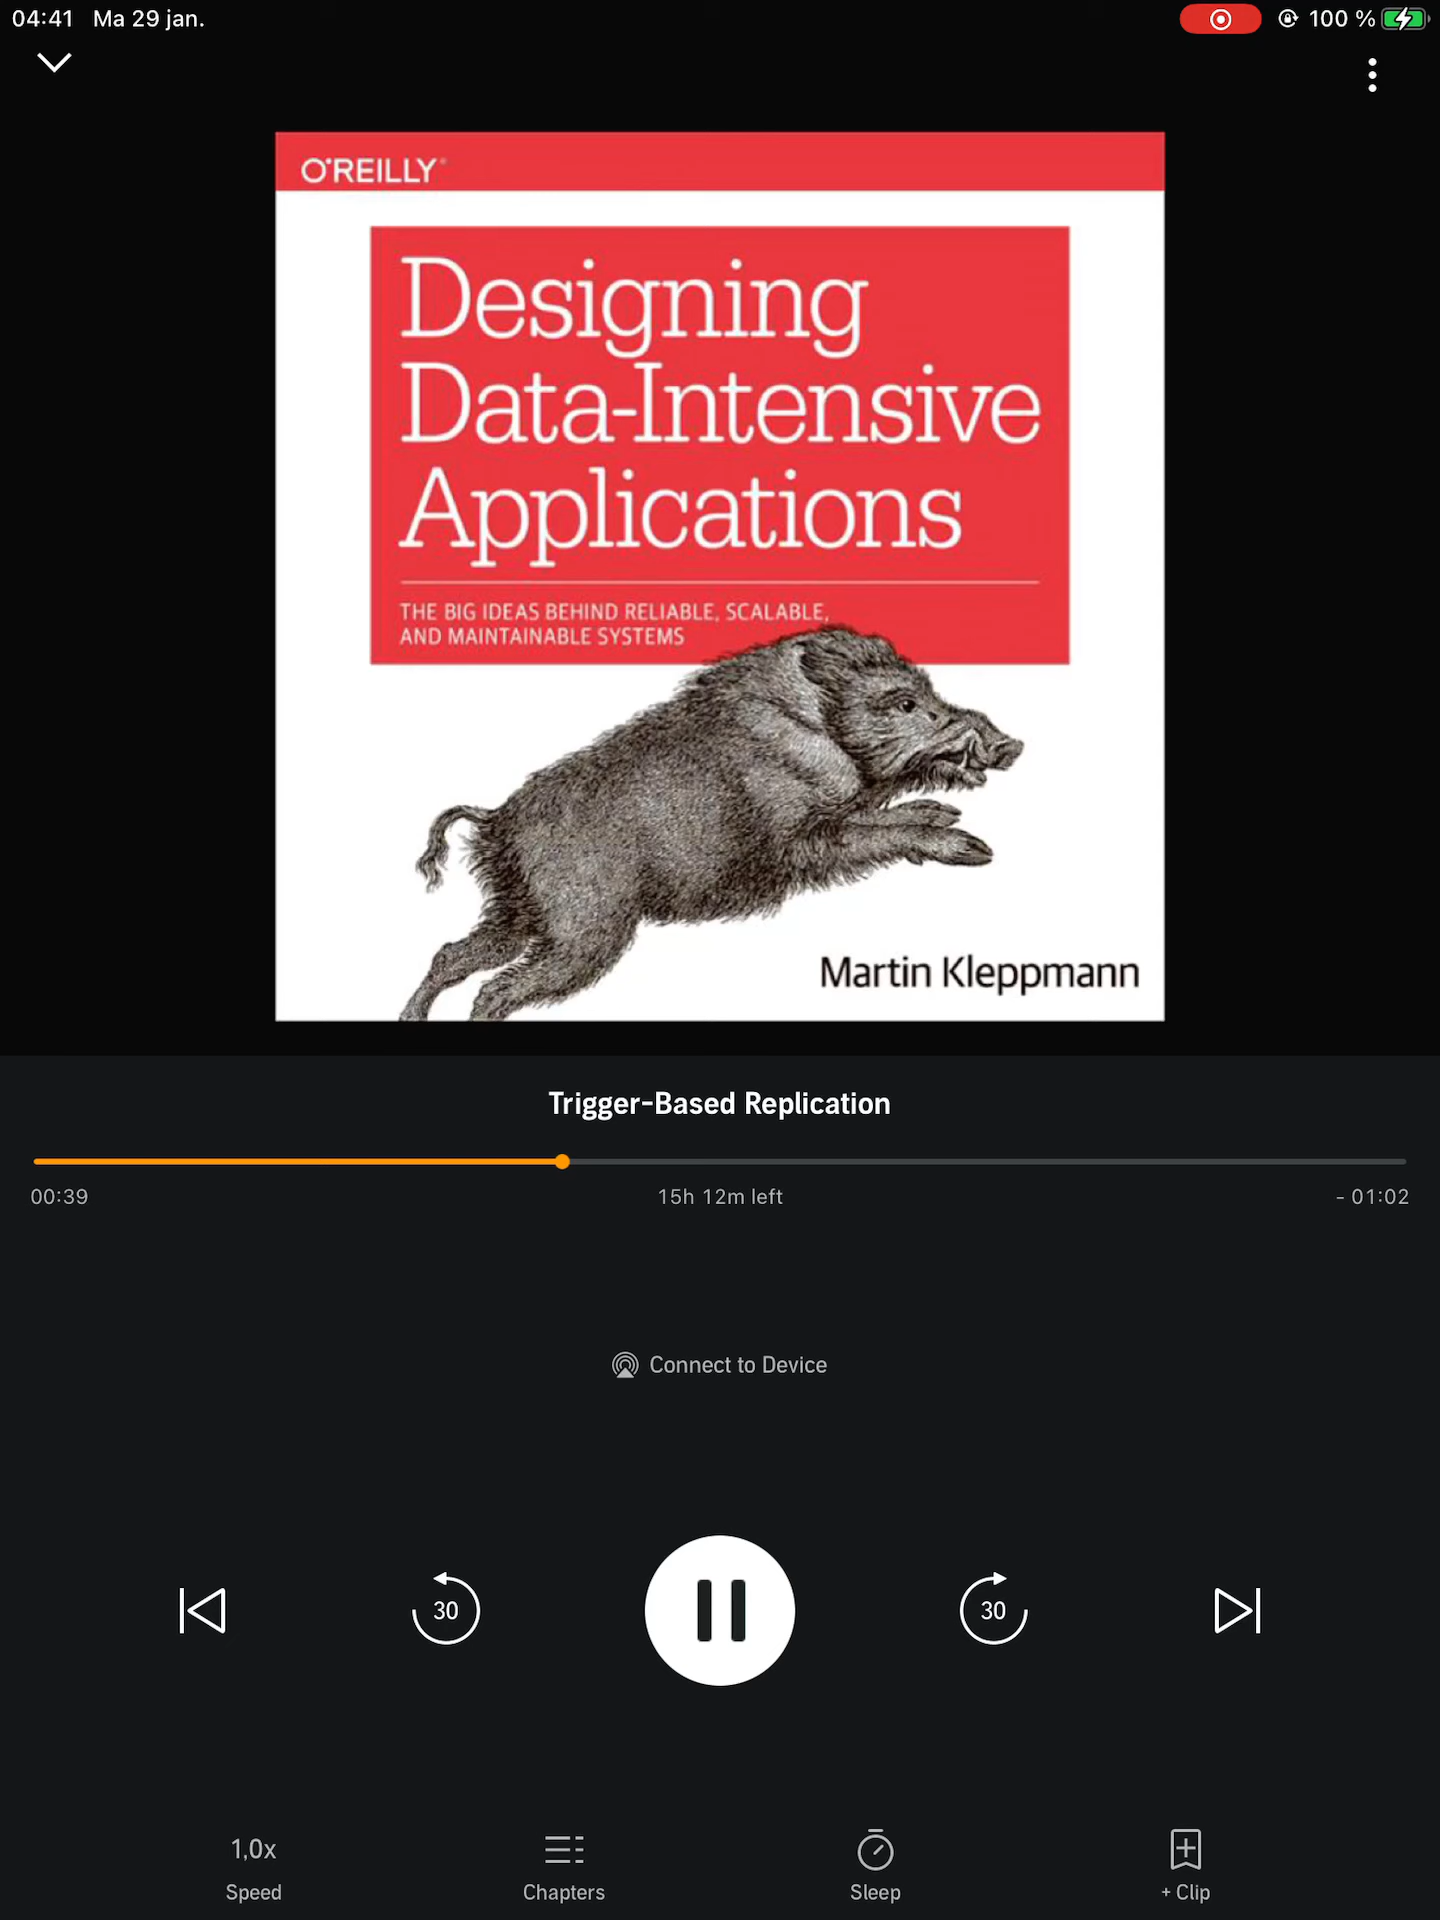 04:41 Ma 29 jan. 100 %
O'REILLY
Designing
Data-Intensive
Applications
THE BIG IDEAS BEHIND RELIABLE, SCALABLE,
AND MAINTAINABLE SYSTEMS
Martin Kleppmann
Trigger-Based Replication
00:39 15h 12m left - 01:02
Connect to Device
30 30
1,0x
Speed Chapters Sleep + Clip